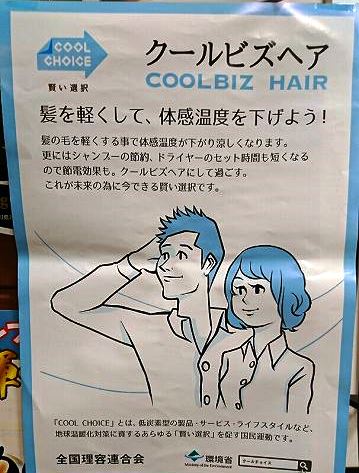 COOL
CHOICE
賢い選択
クールビズヘア
COOLBIZ HAIR
髪を軽くして、体感温度を下げよう!
髪の毛を軽くする事で体感温度が下がり涼しくなります。
更にはシャンプーの節約、ドライヤーのセット時間も短くなる
ので節電効果も。クールビズヘアにして過ごす。
これが未来の為に今できる賢い選択です。
「COOL CHOICE」とは、低炭素型の製品・サービス・ライフスタイルなど、
地球温暖化対策に資するあらゆる「賢い選択」を促す国民運動です。
全国理容連合会
環境省
Ministry of the Environment
クールチョイス